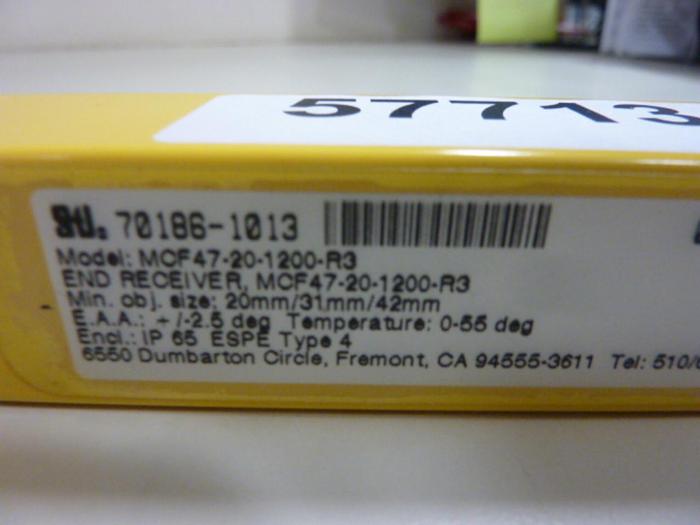 57713
70186-1013
Model: MCF47-20-1200-R3
END RECEIVER, MCF47-20-1200-R3
Min. obj. size: 20mm/31mm/42mm
E.A.A.: +/-2.5 deg Temperature: 0-55 deg
Encl.: IP 65 ESPE Type 4
6550 Dumbarton Circle, Fremont, CA 94555-3611 Tel: 510/